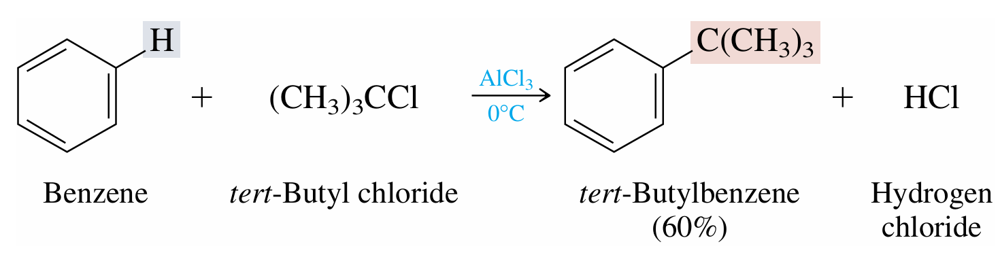 H
+
(CH₃)₃CCl
AlCl₃
0°C
C(CH₃)₃
+
HCl
Benzene
tert-Butyl chloride
tert-Butylbenzene
(60%)
Hydrogen
chloride